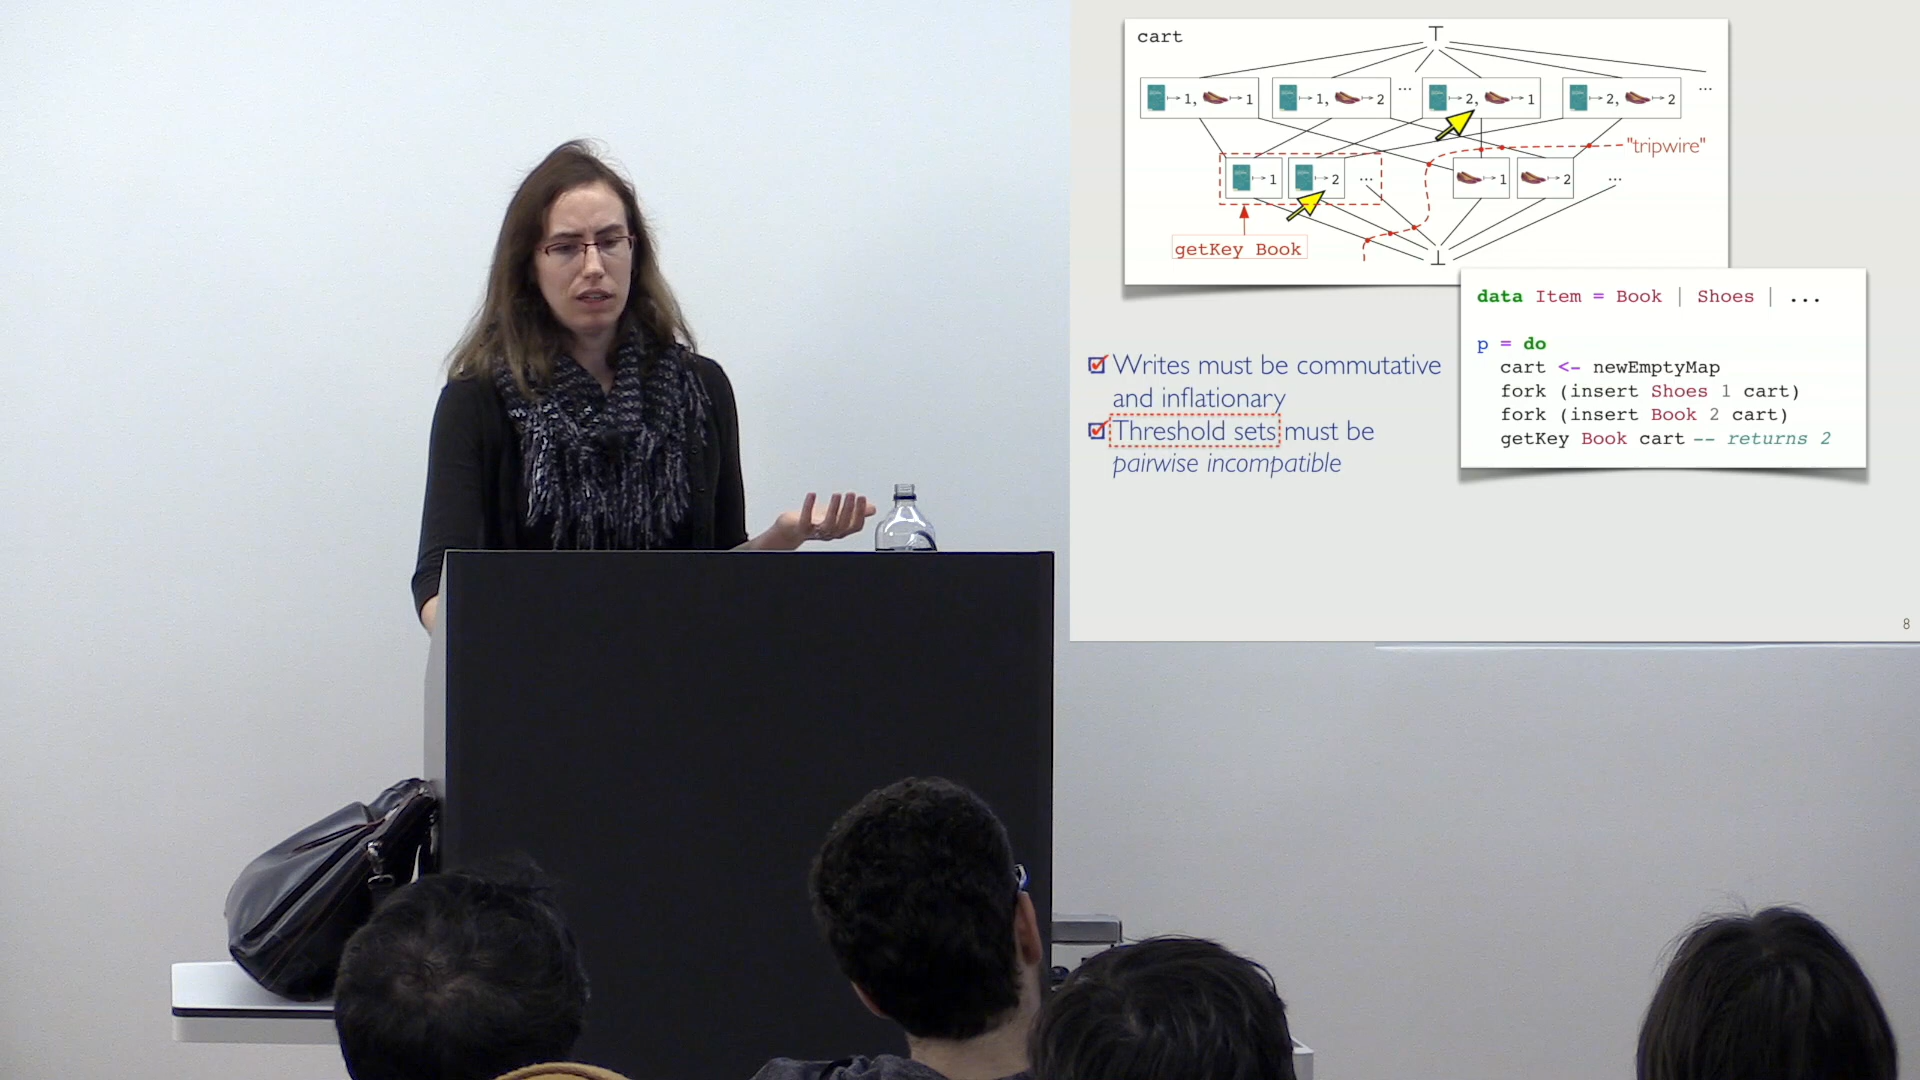 cart
⊤
↦ 1, ↦ 1
↦ 1, ↦ 2
...
↦ 2, ↦ 1
↦ 2, ↦ 2
...
"tripwire"
↦ 1
↦ 2
...
↦ 1
↦ 2
...
getKey Book
⊥
data Item = Book | Shoes | ...
p = do
cart <- newEmptyMap
fork (insert Shoes 1 cart)
fork (insert Book 2 cart)
getKey Book cart -- returns 2
Writes must be commutative
and inflationary
Threshold sets must be
pairwise incompatible
8